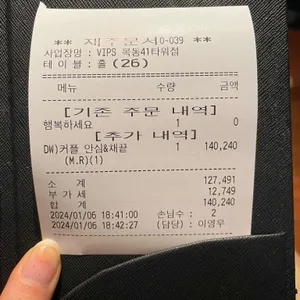 ** 재주문서0-039 **
사업장명 : VIPS 목동41타워점
테 이 블 : 홀 (26)
메뉴 수량 금액
[기존 주문 내역]
행복하세요 1 0
[추가 내역]
DW)커플 안심&채끝 1 140,240
(M.R)(1)
소 계 127,491
부 가 세 12,749
합 계 140,240
2024/01/06 18:41:00 손님수 : 2
2024/01/06 18:42:27 (담당) : 이영우